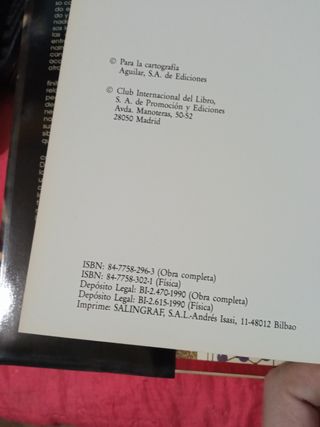 © Para la cartografía
Aguilar, S.A. de Ediciones
© Club Internacional del Libro,
S. A. de Promoción y Ediciones
Avda. Manoteras, 50-52
28050 Madrid
ISBN: 84-7758-296-3 (Obra completa)
ISBN: 84-7758-302-1 (Física)
Depósito Legal: BI-2.470-1990 (Obra completa)
Depósito Legal: BI-2.615-1990 (Física)
Imprime: SALINGRAF, S.A.L.-Andrés Isasi, 11-48012 Bilbao